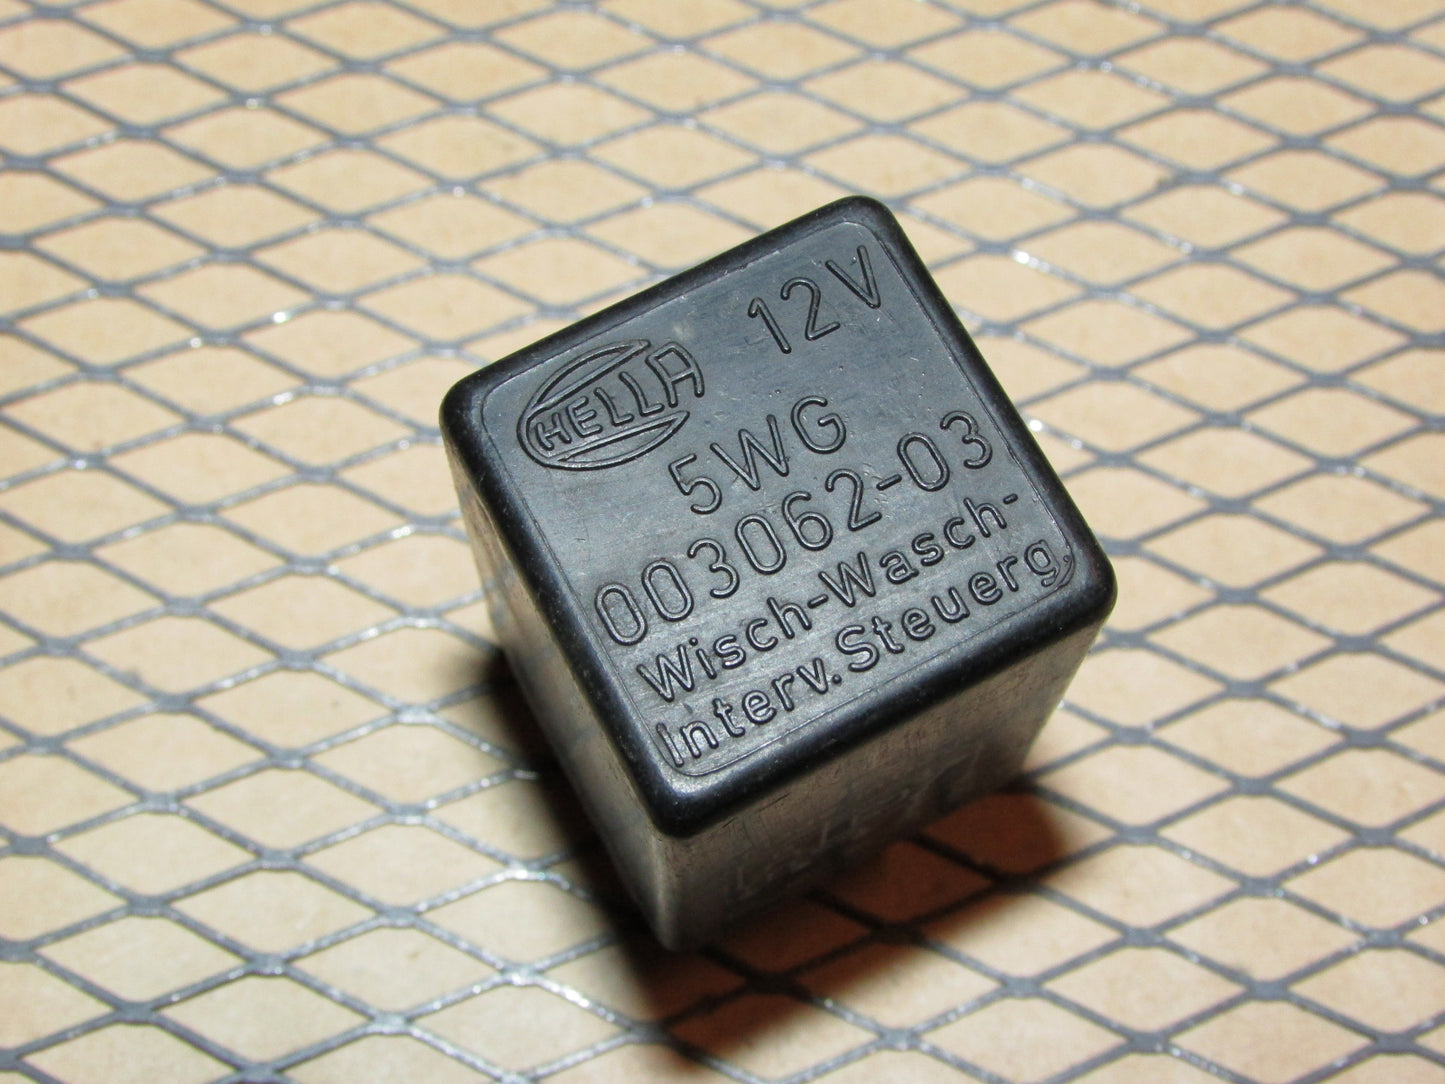 HELLA 12V
5WG
003062-03
Wisch-Wasch-
Interv. Steuerg.